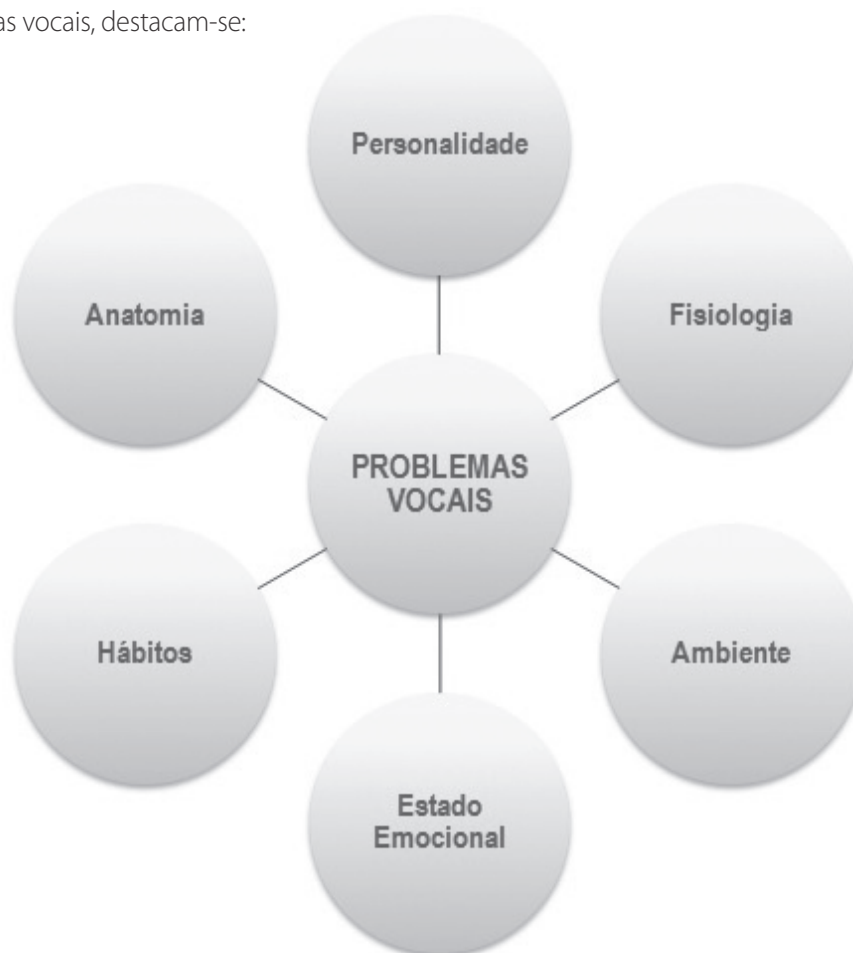 as vocais, destacam-se:
Personalidade
Anatomia
Fisiologia
PROBLEMAS
VOCAIS
Hábitos
Ambiente
Estado
Emocional